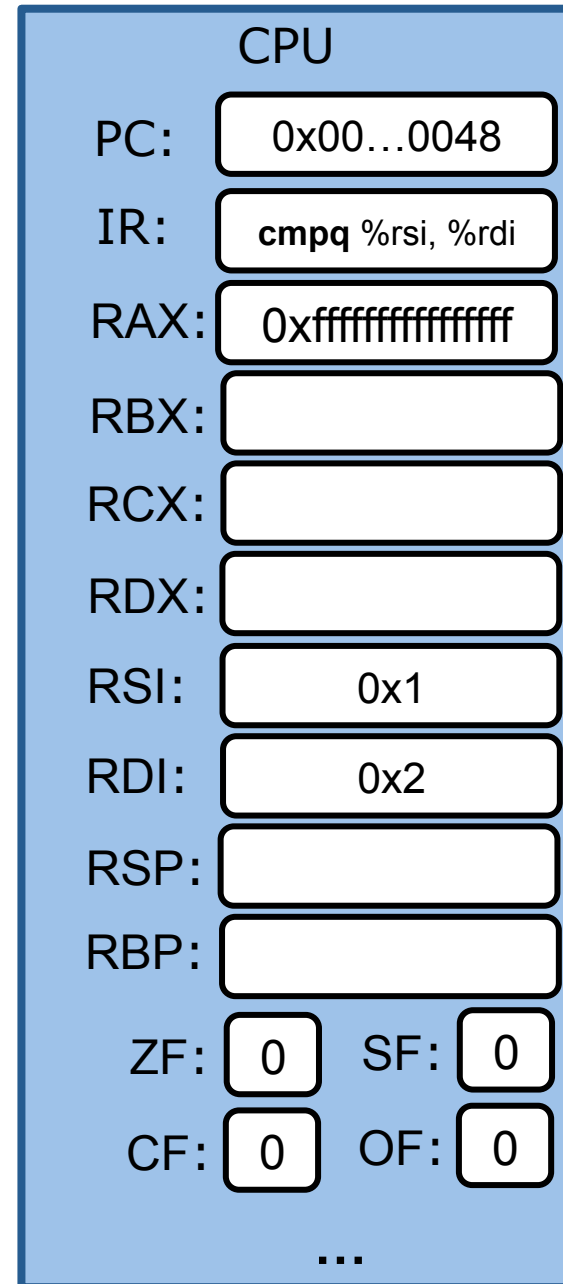 CPU
PC: 0x00...0048
IR: cmpq %rsi, %rdi
RAX: 0xffffffffffffffff
RBX:
RCX:
RDX:
RSI: 0x1
RDI: 0x2
RSP:
RBP:
ZF: 0 SF: 0
CF: 0 OF: 0
...